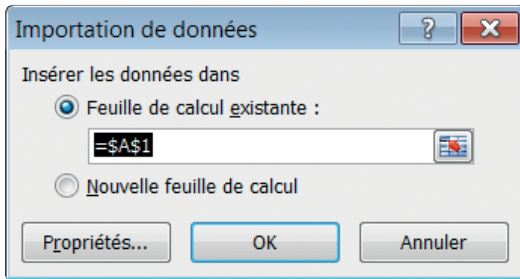 Importation de données
Insérer les données dans
Feuille de calcul existante :
=$A$1
Nouvelle feuille de calcul
Propriétés... OK Annuler